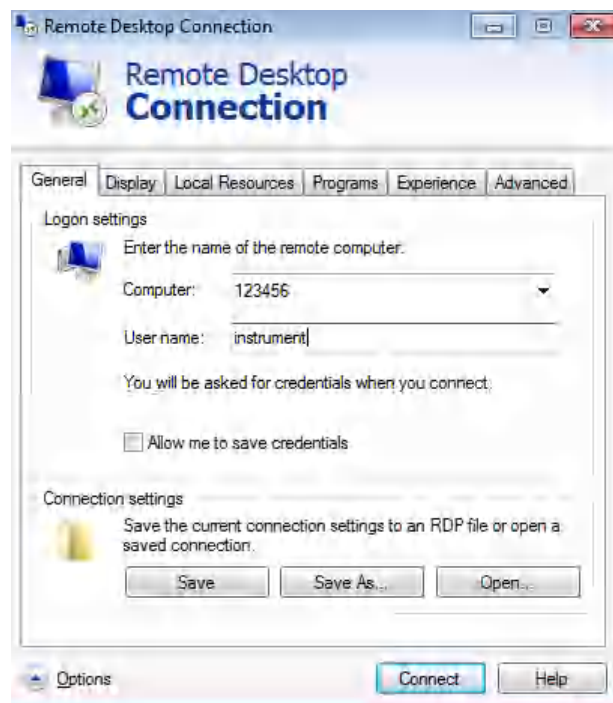 Remote Desktop Connection
Remote Desktop
Connection
General Display Local Resources Programs Experience Advanced
Logon settings
Enter the name of the remote computer.
Computer: 123456
User name: instrument
You will be asked for credentials when you connect
Allow me to save credentials
Connection settings
Save the current connection settings to an RDP file or open a
saved connection.
Save Save As... Open...
Options Connect Help